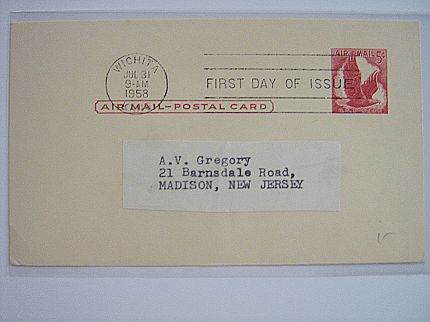 WICHITA
JUL 31
9-AM
1958
FIRST DAY OF ISSUE
AIR MAIL 5¢
AIR MAIL-POSTAL CARD
A.V. Gregory
21 Barnsdale Road,
MADISON, NEW JERSEY